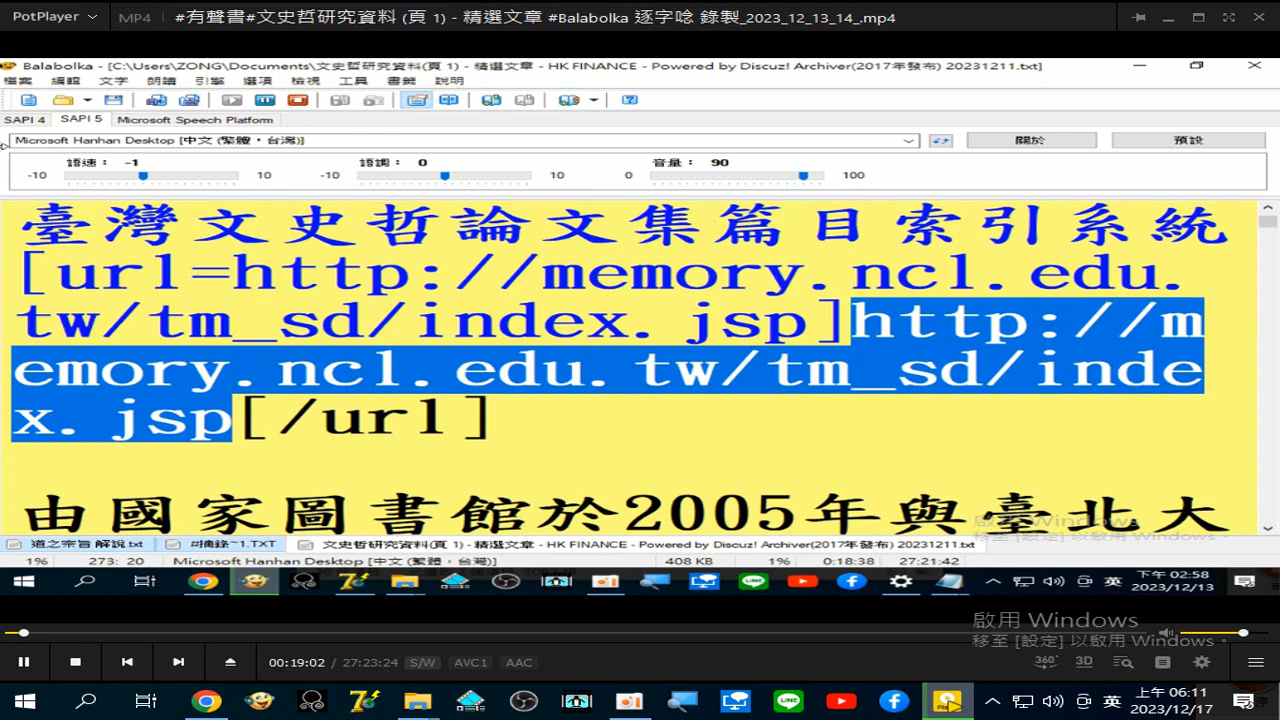 PotPlayer MP4 #有聲書#文史哲研究資料 (頁 1) - 精選文章 #Balabolka 逐字唸 錄製_2023_12_13_14_.mp4
Balabolka - [C:\Users\ZONG\Documents\文史哲研究資料(頁 1) - 精選文章 - HK FINANCE - Powered by Discuz! Archiver(2017年發布) 20231211.txt]
檔案 編輯 文字 朗讀 引擎 選項 檢視 工具 書籤 說明
SAPI 4 SAPI 5 Microsoft Speech Platform
Microsoft Hanhan Desktop [中文 (繁體，台灣)] 關於 預設
語速： -1 語調： 0 音量： 90
-10 10 -10 10 0 100
臺灣文史哲論文集篇目索引系統
[url=http://memory.ncl.edu.
tw/tm_sd/index.jsp]http://m
emory.ncl.edu.tw/tm_sd/inde
x.jsp[/url]
由國家圖書館於2005年與臺北大
啟用 Windows
移至 [設定] 以啟用 Windows。
道之宗旨 解說.txt #摘錄~1.TXT 文史哲研究資料(頁 1) - 精選文章 - HK FINANCE - Powered by Discuz! Archiver(2017年發布) 20231211.txt
1% 273: 20 Microsoft Hanhan Desktop [中文 (繁體，台灣)] 408 KB 1% 0:18:38 27:21:42
英 下午 02:58
2023/12/13
啟用 Windows
移至 [設定] 以啟用 Windows。
00:19:02 / 27:23:24 S/W AVC1 AAC 360° 3D
英 上午 06:11
2023/12/17